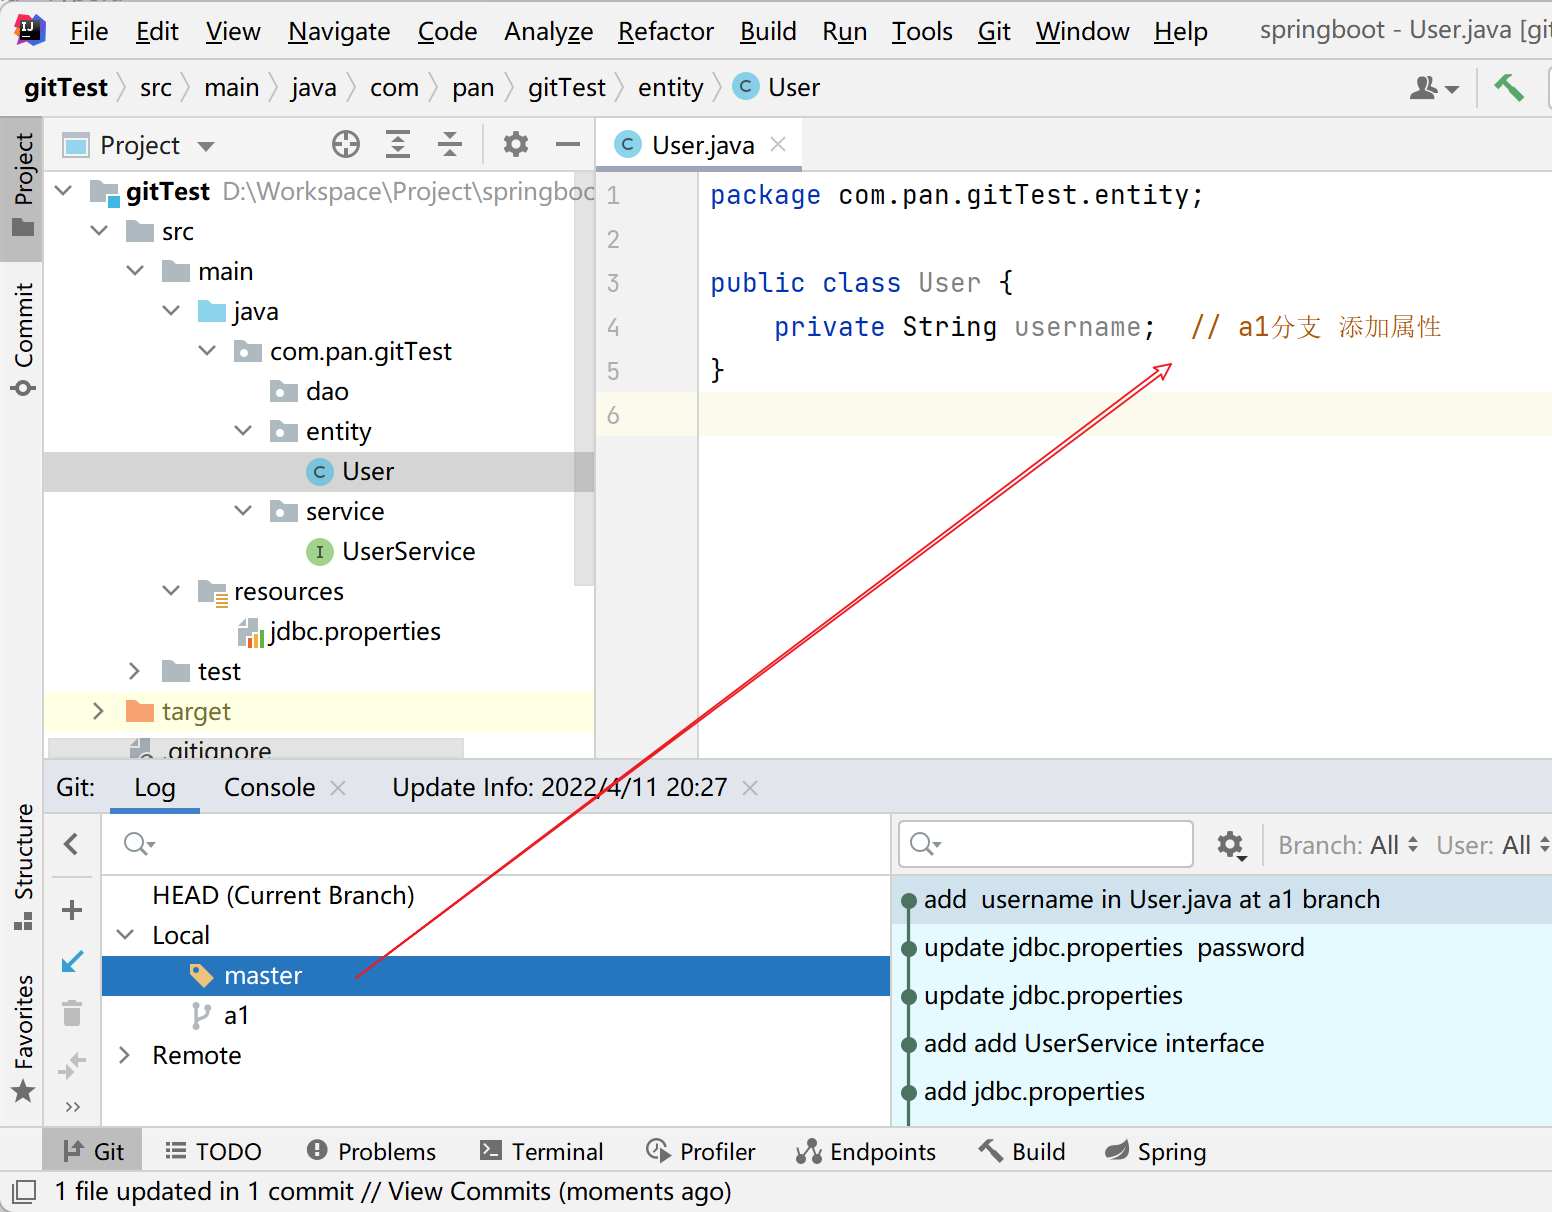 File Edit View Navigate Code Analyze Refactor Build Run Tools Git Window Help springboot - User.java [git
gitTest src main java com pan gitTest entity User
Project
Project
User.java
gitTest D:\Workspace\Project\springboo
src
main
java
com.pan.gitTest
dao
entity
User
service
UserService
resources
jdbc.properties
test
target
.gitignore
Commit
Structure
Favorites
1 package com.pan.gitTest.entity;
2
3 public class User {
4 private String username; // a1分支 添加属性
5 }
6
Git: Log Console Update Info: 2022/4/11 20:27
Branch: All User: All
HEAD (Current Branch)
Local
master
a1
Remote
add username in User.java at a1 branch
update jdbc.properties password
update jdbc.properties
add add UserService interface
add jdbc.properties
Git TODO Problems Terminal Profiler Endpoints Build Spring
1 file updated in 1 commit // View Commits (moments ago)